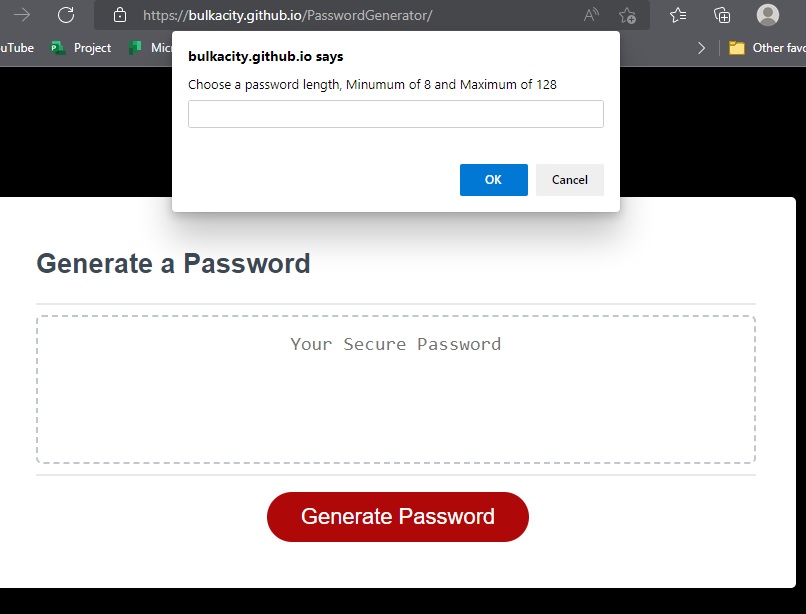 https://bulkacity.github.io/PasswordGenerator/
uTube Project Mic Other favo
bulkacity.github.io says
Choose a password length, Minumum of 8 and Maximum of 128
OK Cancel
Generate a Password
Your Secure Password
Generate Password